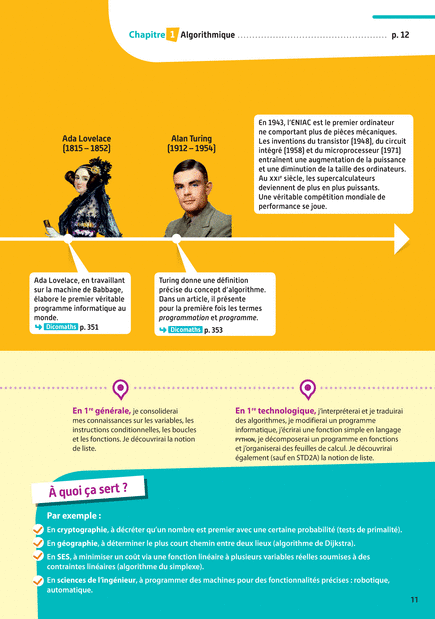 Chapitre 1 Algorithmique p. 12
Ada Lovelace
(1815 – 1852)
Alan Turing
(1912 – 1954)
En 1943, l'ENIAC est le premier ordinateur
ne comportant plus de pièces mécaniques.
Les inventions du transistor (1948), du circuit
intégré (1958) et du microprocesseur (1971)
entraînent une augmentation de la puissance
et une diminution de la taille des ordinateurs.
Au XXIe siècle, les supercalculateurs
deviennent de plus en plus puissants.
Une véritable compétition mondiale de
performance se joue.
Ada Lovelace, en travaillant
sur la machine de Babbage,
élabore le premier véritable
programme informatique au
monde.
Dicomaths p. 351
Turing donne une définition
précise du concept d'algorithme.
Dans un article, il présente
pour la première fois les termes
programmation et programme.
Dicomaths p. 353
En 1re générale, je consoliderai
mes connaissances sur les variables, les
instructions conditionnelles, les boucles
et les fonctions. Je découvrirai la notion
de liste.
En 1re technologique, j'interpréterai et je traduirai
des algorithmes, je modifierai un programme
informatique, j'écrirai une fonction simple en langage
PYTHON, je décomposerai un programme en fonctions
et j'organiserai des feuilles de calcul. Je découvrirai
également (sauf en STD2A) la notion de liste.
À quoi ça sert ?
Par exemple :
En cryptographie, à décréter qu'un nombre est premier avec une certaine probabilité (tests de primalité).
En géographie, à déterminer le plus court chemin entre deux lieux (algorithme de Dijkstra).
En SES, à minimiser un coût via une fonction linéaire à plusieurs variables réelles soumises à des
contraintes linéaires (algorithme du simplexe).
En sciences de l'ingénieur, à programmer des machines pour des fonctionnalités précises : robotique,
automatique.
11